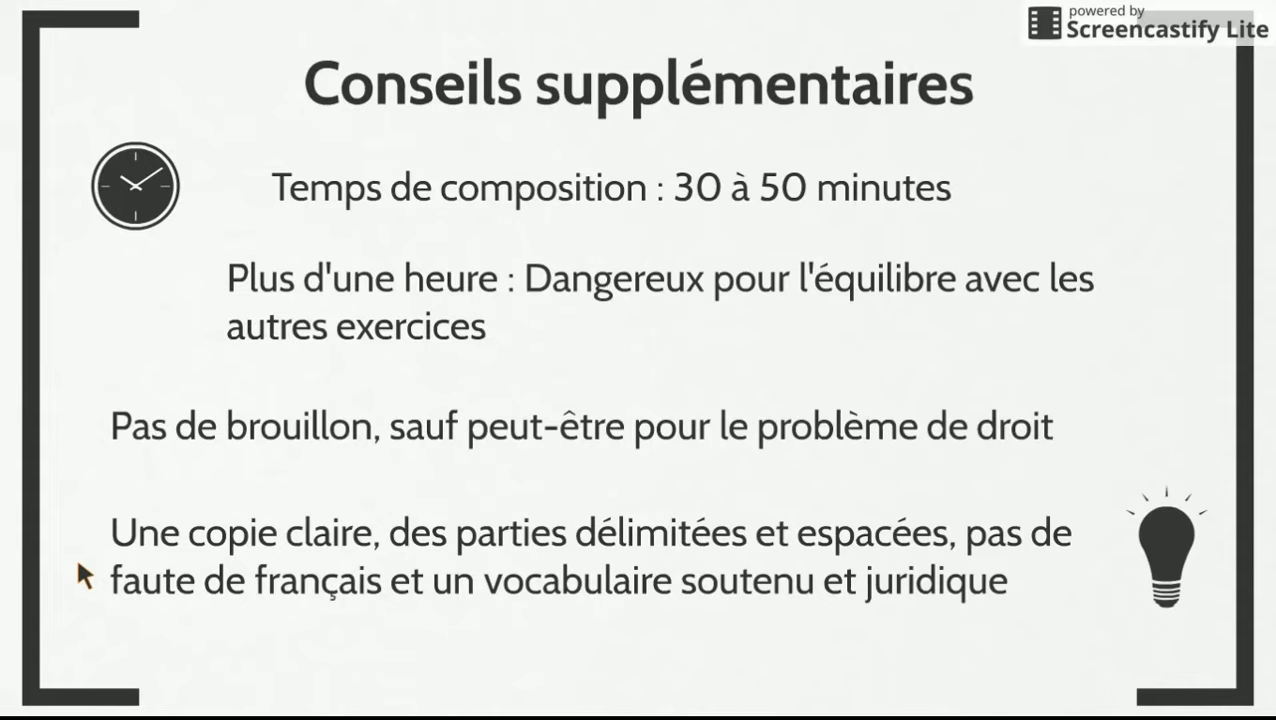 powered by
Screencastify Lite
Conseils supplémentaires
Temps de composition : 30 à 50 minutes
Plus d'une heure : Dangereux pour l'équilibre avec les
autres exercices
Pas de brouillon, sauf peut-être pour le problème de droit
Une copie claire, des parties délimitées et espacées, pas de
faute de français et un vocabulaire soutenu et juridique